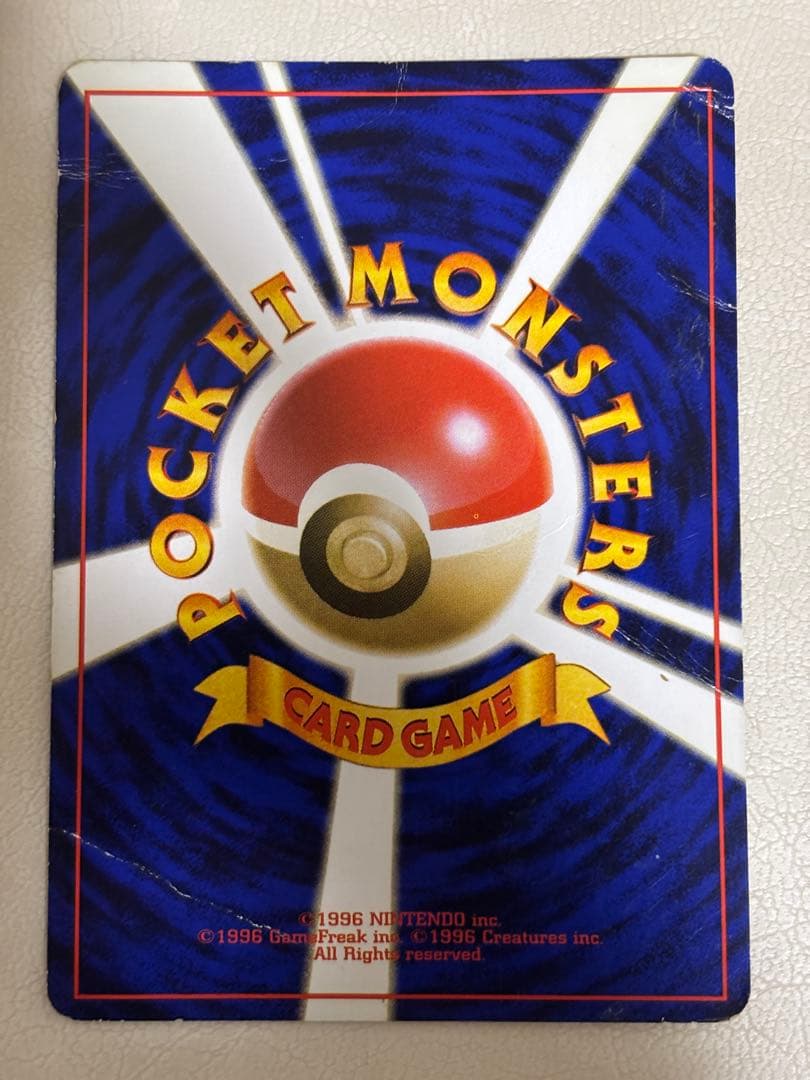 POCKET MONSTERS
CARD GAME
©1996 NINTENDO inc.
©1996 GameFreak inc. ©1996 Creatures inc.
All Rights reserved.